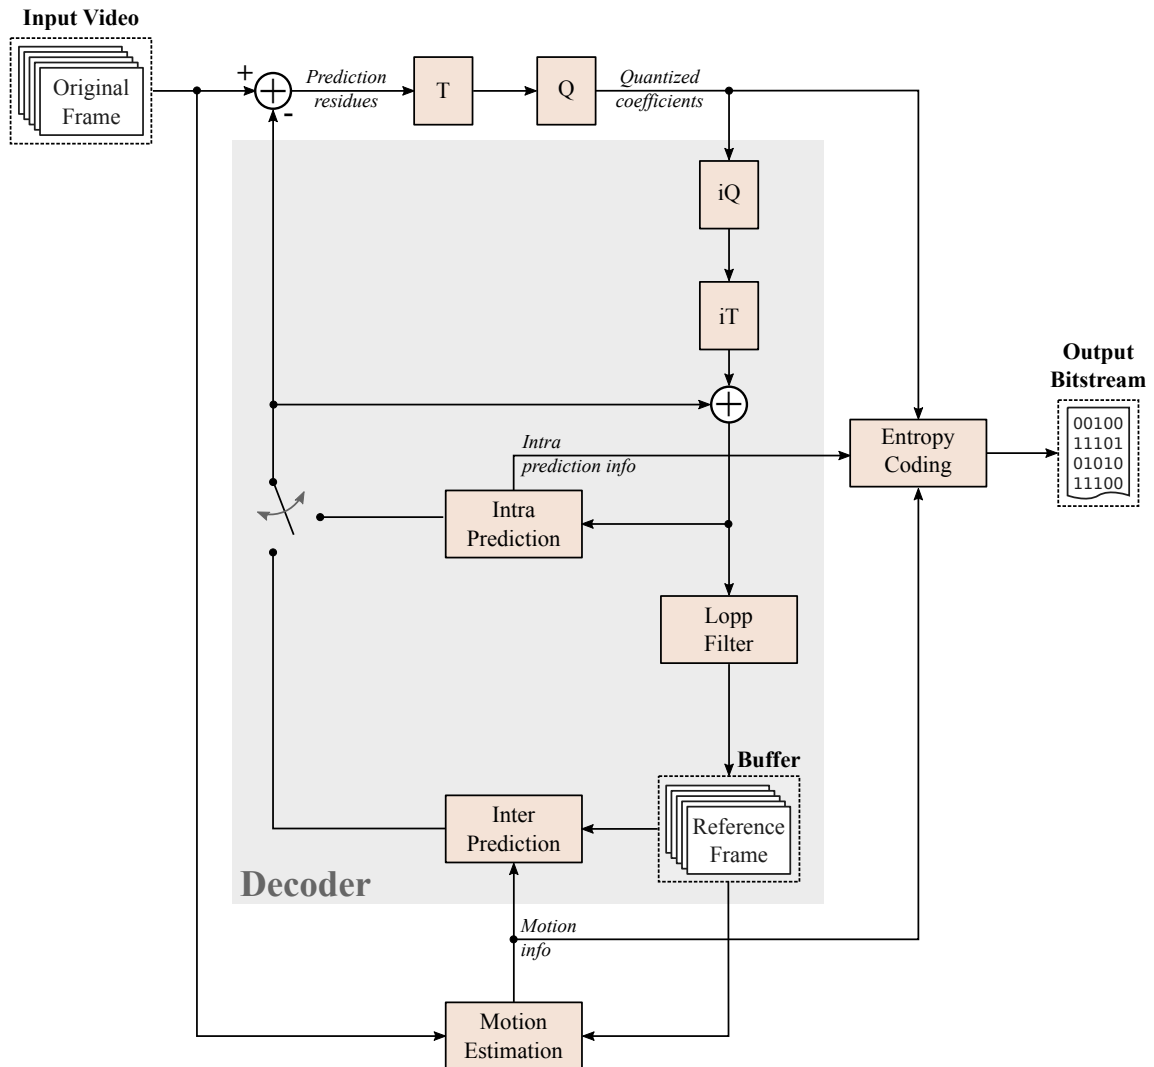 Input Video
Original
Frame
+
-
Prediction
residues
T
Q
Quantized
coefficients
iQ
iT
Output
Bitstream
00100
11101
01010
11100
Entropy
Coding
Intra
prediction info
Intra
Prediction
Lopp
Filter
Buffer
Reference
Frame
Inter
Prediction
Decoder
Motion
info
Motion
Estimation